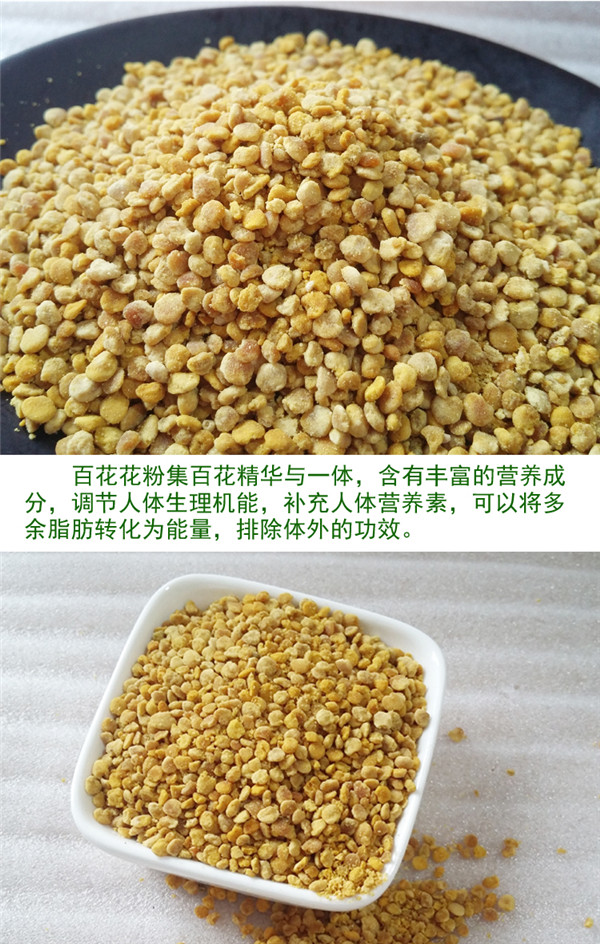 百花花粉集百花精华与一体，含有丰富的营养成
分，调节人体生理机能，补充人体营养素，可以将多
余脂肪转化为能量，排除体外的功效。